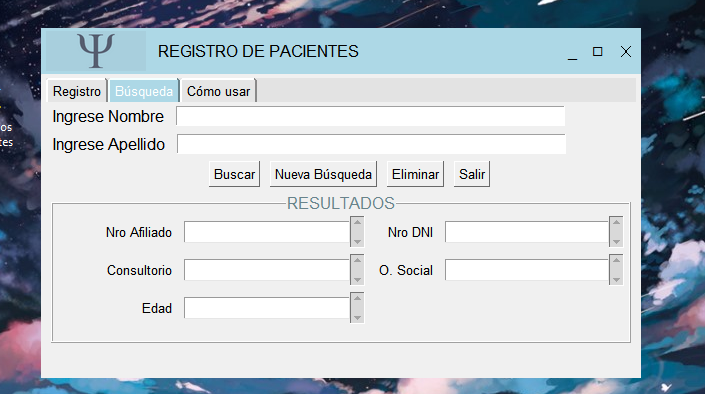 Ψ REGISTRO DE PACIENTES
Registro Búsqueda Cómo usar
os
tes
Ingrese Nombre
Ingrese Apellido
Buscar Nueva Búsqueda Eliminar Salir
RESULTADOS
Nro Afiliado Nro DNI
Consultorio O. Social
Edad